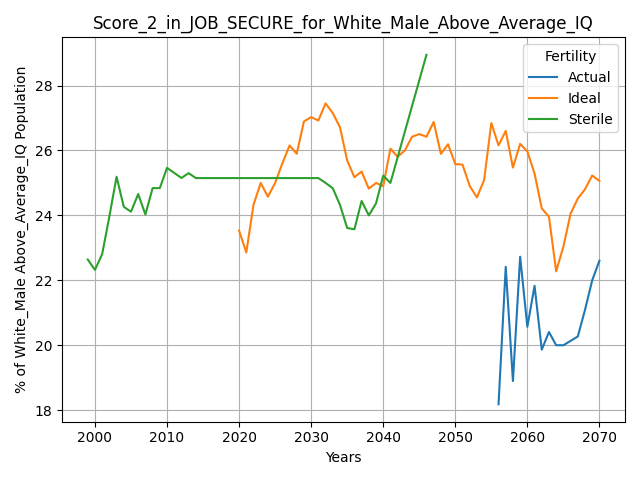 Score_2_in_JOB_SECURE_for_White_Male_Above_Average_IQ
% of White_Male Above_Average_IQ Population
28
26
24
22
20
18
Fertility
Actual
Ideal
Sterile
2000 2010 2020 2030 2040 2050 2060 2070
Years